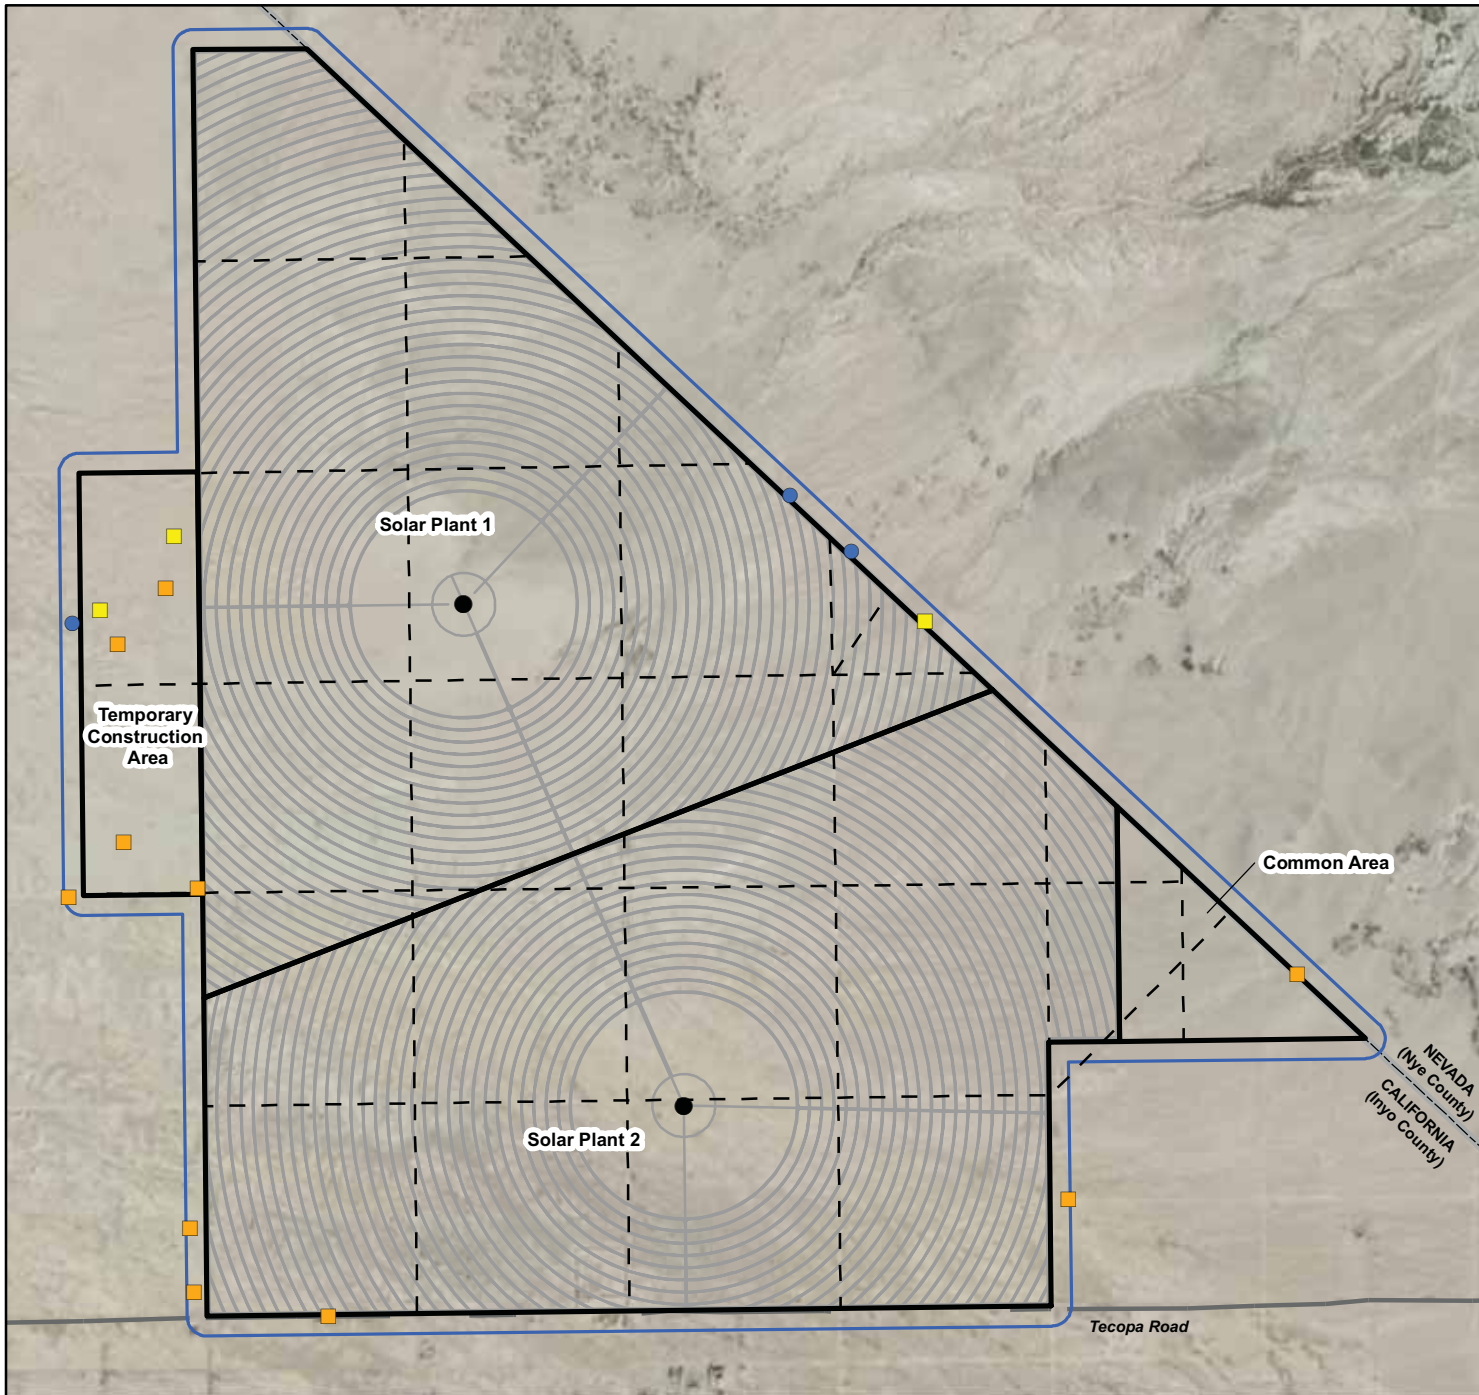 Solar Plant 1
Temporary
Construction
Area
Common Area
NEVADA
(Nye County)
CALIFORNIA
(Inyo County)
Solar Plant 2
Tecopa Road